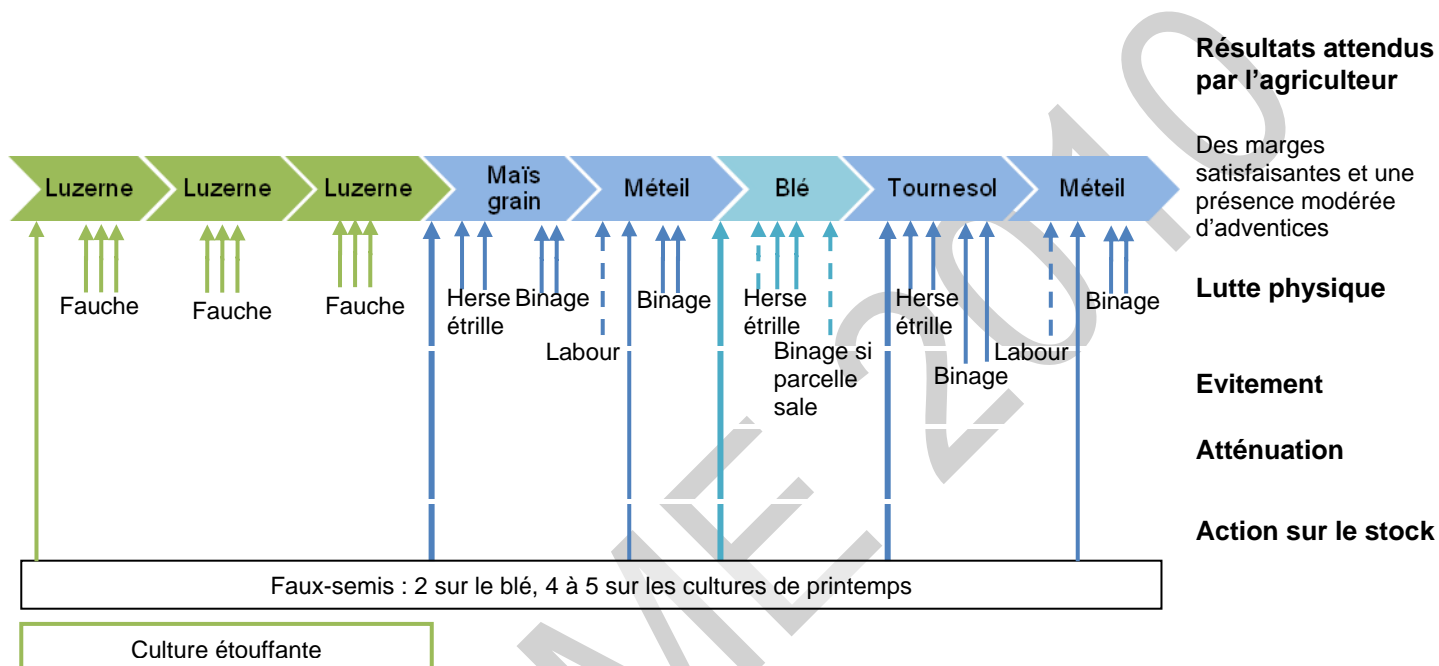 Résultats attendus
par l'agriculteur
Luzerne
Luzerne
Luzerne
Maïs
grain
Méteil
Blé
Tournesol
Méteil
Des marges
satisfaisantes et une
présence modérée
d'adventices
Fauche
Fauche
Fauche
Herse
étrille
Binage
Labour
Binage
Herse
étrille
Binage si
parcelle
sale
Herse
étrille
Binage
Labour
Binage
Lutte physique
Evitement
Atténuation
Action sur le stock
Faux-semis : 2 sur le blé, 4 à 5 sur les cultures de printemps
Culture étouffante
ME 2010